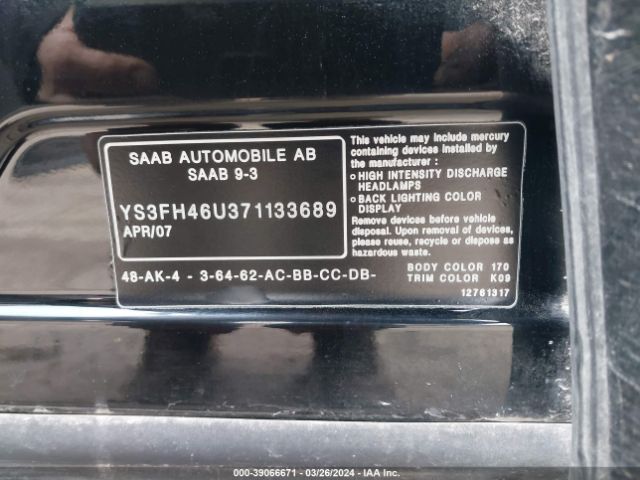 SAAB AUTOMOBILE AB
SAAB 9-3
YS3FH46U371133689
APR/07
48-AK-4 - 3-64-62-AC-BB-CC-DB-
This vehicle may include mercury
containing devices installed by
the manufacturer :
o HIGH INTENSITY DISCHARGE
HEADLAMPS
o BACK LIGHTING COLOR
DISPLAY
Remove devices before vehicle
disposal. Upon removal of devices,
please reuse, recycle or dispose as
hazardous waste.
BODY COLOR 170
TRIM COLOR K09
12761317
000-39066671 - 03/26/2024 - IAA Inc.